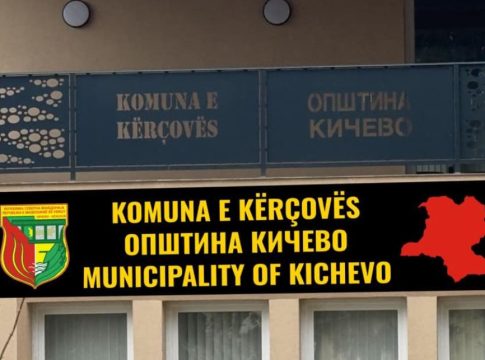 KOMUNA E
KËRÇOVËS
ОПШТИНА
КИЧЕВО
KOMUNA E KËRÇOVËS
ОПШТИНА КИЧЕВО
MUNICIPALITY OF KICHEVO